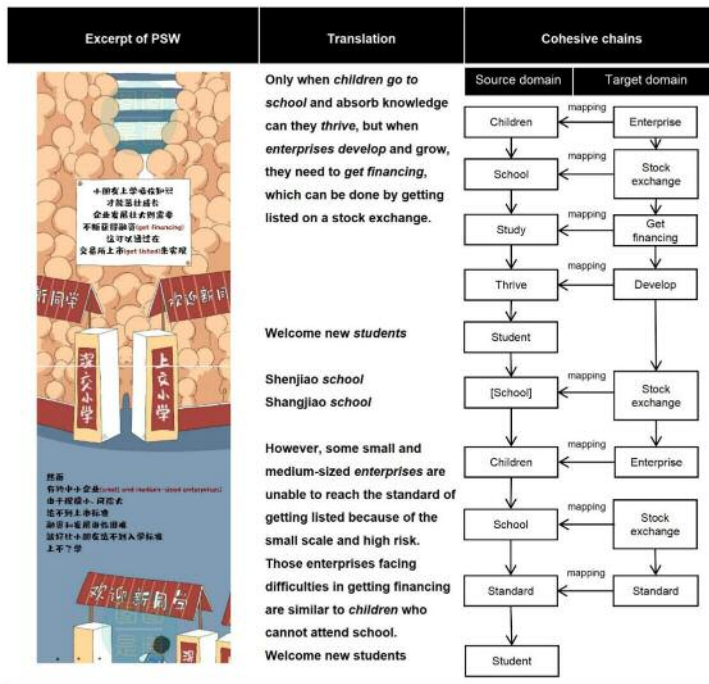 Excerpt of PSW
Translation
Cohesive chains
小朋友上学吸收知识
才能茁壮成长
企业发展壮大则需要
不断获得融资(get financing)
这可以通过在
交易所上市(get listed)来实现
新同学
欢迎新同
深交小学
上交小学
然而
有的中小企业(small and medium-sized enterprises)
由于规模小、风险大
达不到上市标准
融资和发展困难
就好比小朋友达不到入学标准
上不了学
欢迎新同
Only when children go to
school and absorb knowledge
can they thrive, but when
enterprises develop and grow,
they need to get financing,
which can be done by getting
listed on a stock exchange.
Welcome new students
Shenjiao school
Shangjiao school
However, some small and
medium-sized enterprises are
unable to reach the standard of
getting listed because of the
small scale and high risk.
Those enterprises facing
difficulties in getting financing
are similar to children who
cannot attend school.
Welcome new students
Source domain
Target domain
Children
mapping
Enterprise
School
mapping
Stock
exchange
Study
mapping
Get
financing
Thrive
mapping
Develop
Student
[School]
mapping
Stock
exchange
Children
mapping
Enterprise
School
mapping
Stock
exchange
Standard
mapping
Standard
Student